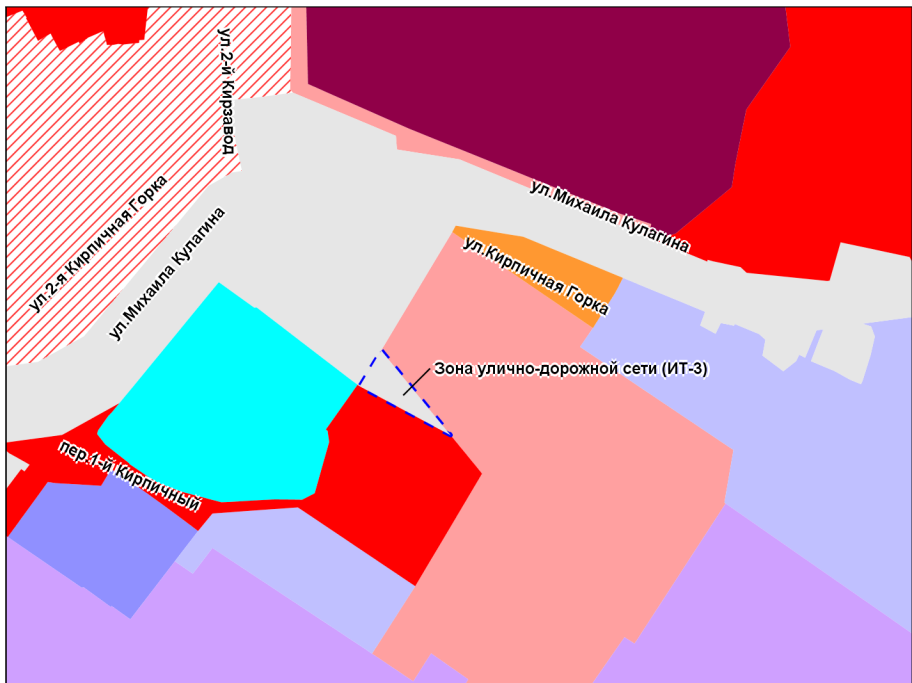 ул.2-й Кирзавод
ул.2-я Кирпичная Горка
ул.Михаила Кулагина
ул.Михаила Кулагина
ул.Кирпичная Горка
Зона улично-дорожной сети (ИТ-3)
пер.1-й Кирпичный